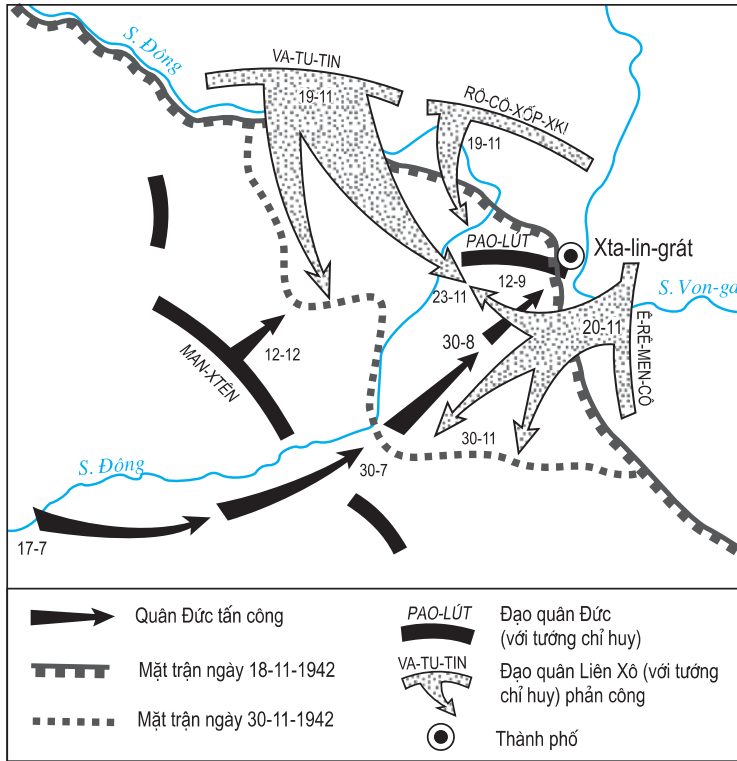 S. Đông
VA-TU-TIN
19-11
RÔ-CÔ-XỐP-XKI
19-11
PAO-LÚT
Xta-lin-grát
12-9
23-11
S. Von-ga
20-11
Ê-RÊ-MEN-CÔ
30-8
12-12
MAN-XTÊN
30-11
S. Đông
30-7
17-7
Quân Đức tấn công
Mặt trận ngày 18-11-1942
Mặt trận ngày 30-11-1942
PAO-LÚT
Đạo quân Đức
(với tướng chỉ huy)
VA-TU-TIN
Đạo quân Liên Xô (với tướng
chỉ huy) phản công
Thành phố